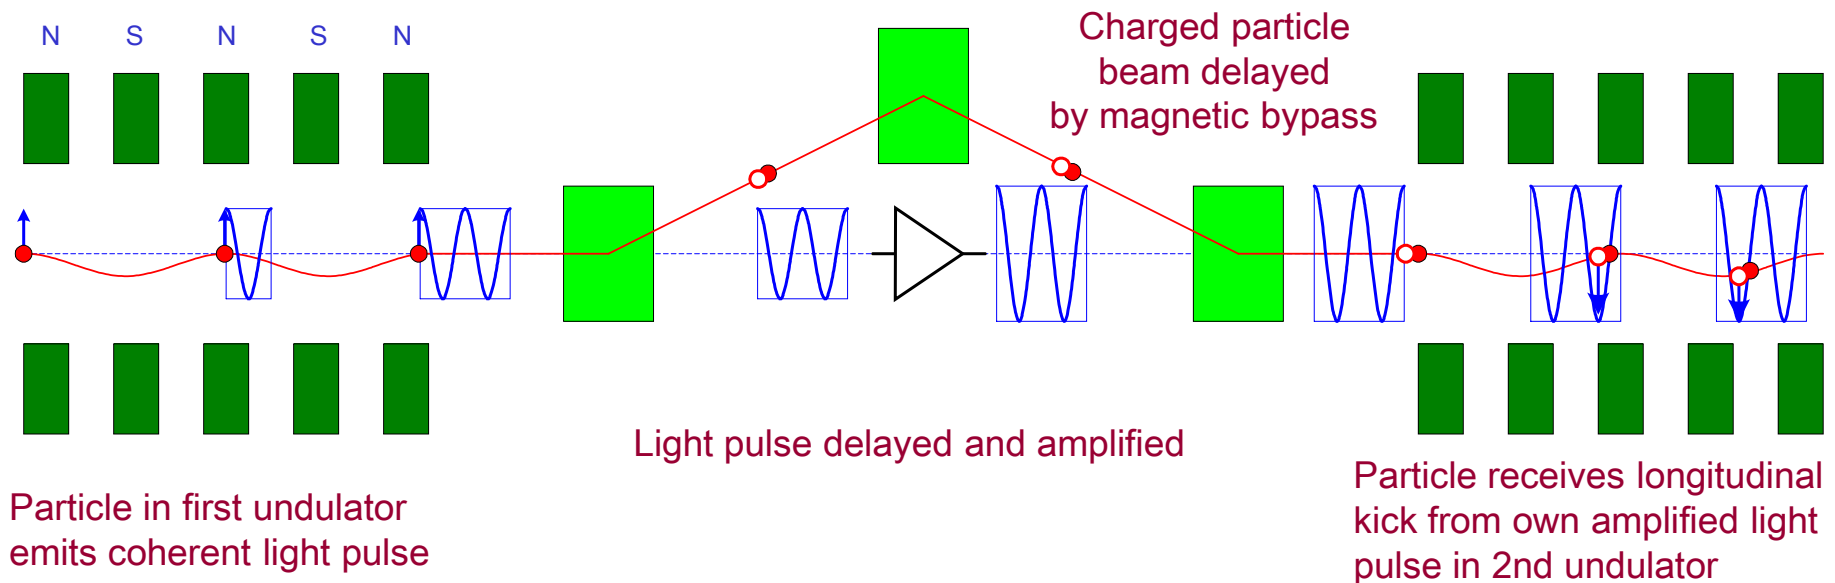 N S N S N
Charged particle
beam delayed
by magnetic bypass
Light pulse delayed and amplified
Particle in first undulator
emits coherent light pulse
Particle receives longitudinal
kick from own amplified light
pulse in 2nd undulator